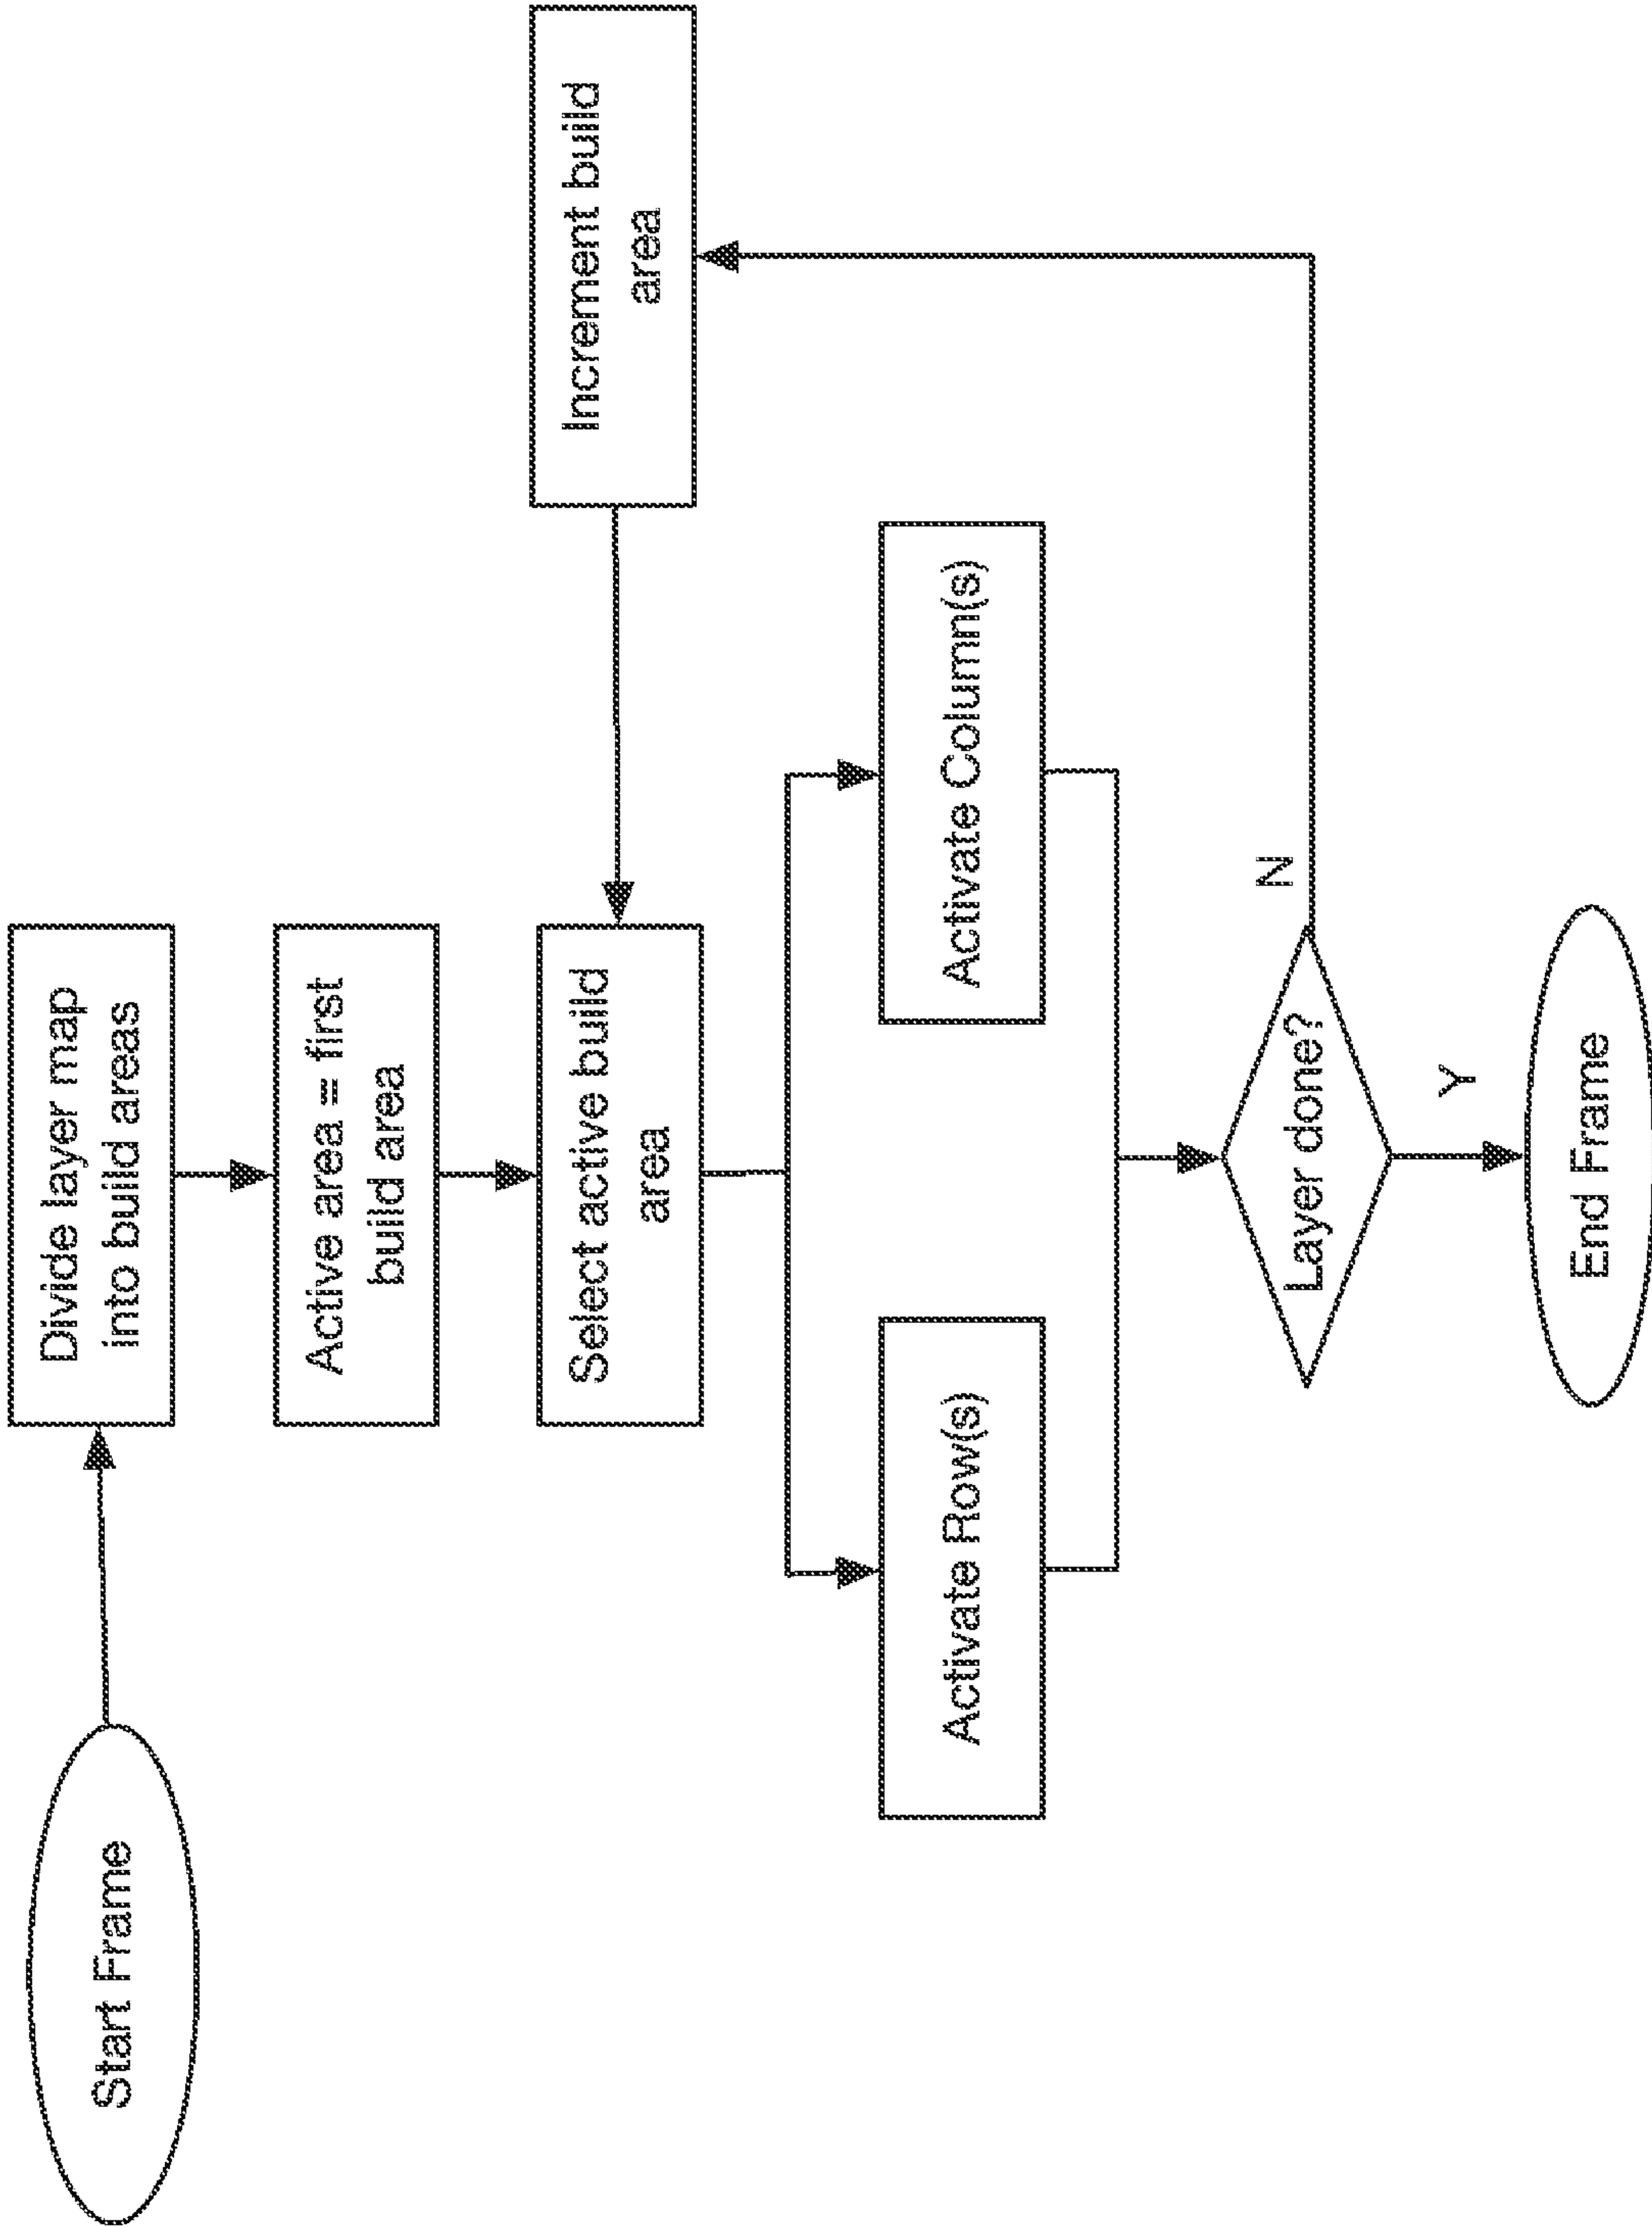 Start Frame
Divide layer map
into build areas
Active area = first
build area
Select active build
area
Increment build
area
Activate Row(s)
Activate Column(s)
Layer done?
N
Y
End Frame